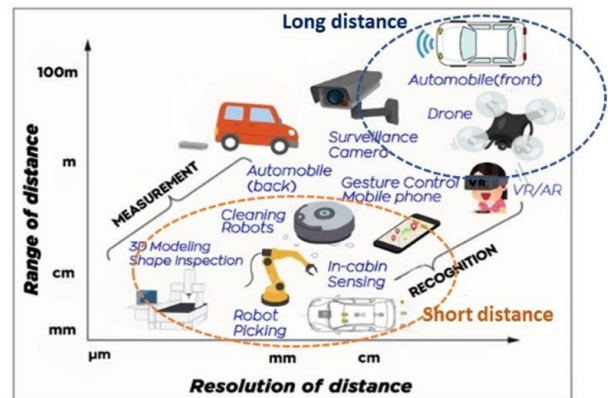 Long distance
100m
Automobile(front)
Drone
Surveillance
Camera
Range of distance
m
MEASUREMENT
Automobile
(back)
Gesture Control
Mobile phone
VR
VR/AR
Cleaning
Robots
3D Modeling
Shape Inspection
In-cabin
Sensing
RECOGNITION
cm
Robot
Picking
Short distance
mm
μm
mm
cm
Resolution of distance